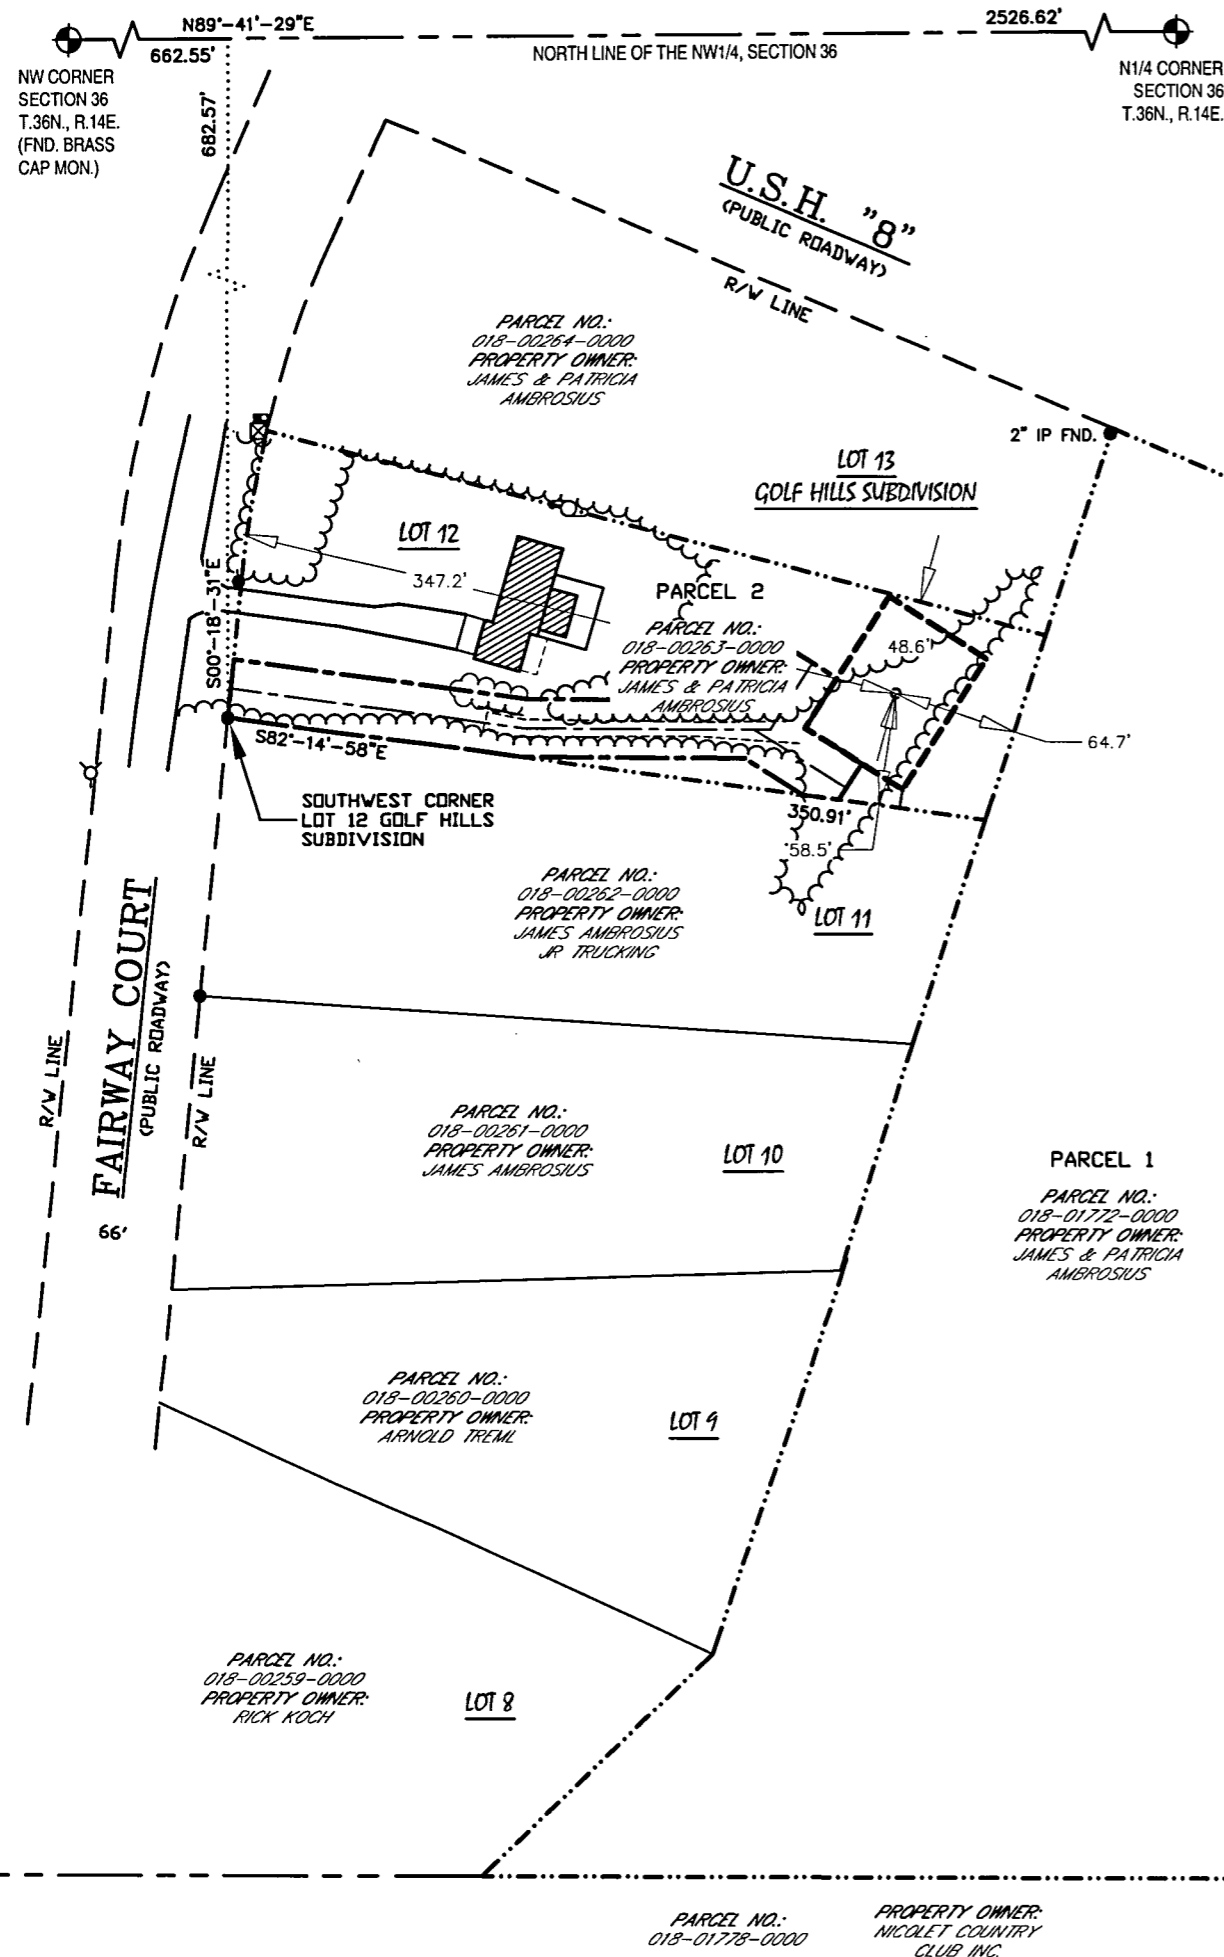 N89°-41'-29"E
2526.62'
662.55'
NORTH LINE OF THE NW1/4, SECTION 36
NW CORNER
SECTION 36
T.36N., R.14E.
(FND. BRASS
CAP MON.)
N1/4 CORNER
SECTION 36
T.36N., R.14E.
682.57'
U.S.H. "8"
(PUBLIC ROADWAY)
R/W LINE
PARCEL NO.:
018-00264-0000
PROPERTY OWNER:
JAMES & PATRICIA
AMBROSIUS
2" IP FND.
LOT 13
GOLF HILLS SUBDIVISION
LOT 12
347.2'
PARCEL 2
PARCEL NO.:
018-00263-0000
PROPERTY OWNER:
JAMES & PATRICIA
AMBROSIUS
48.6'
64.7'
S00°-18'-31"E
S82°-14'-58"E
SOUTHWEST CORNER
LOT 12 GOLF HILLS
SUBDIVISION
350.91'
58.5'
PARCEL NO.:
018-00262-0000
PROPERTY OWNER:
JAMES AMBROSIUS
JR TRUCKING
LOT 11
FAIRWAY COURT
(PUBLIC ROADWAY)
R/W LINE
R/W LINE
66'
PARCEL NO.:
018-00261-0000
PROPERTY OWNER:
JAMES AMBROSIUS
LOT 10
PARCEL 1
PARCEL NO.:
018-01772-0000
PROPERTY OWNER:
JAMES & PATRICIA
AMBROSIUS
PARCEL NO.:
018-00260-0000
PROPERTY OWNER:
ARNOLD TREML
LOT 9
PARCEL NO.:
018-00259-0000
PROPERTY OWNER:
RICK KOCH
LOT 8
PARCEL NO.:
018-01778-0000
PROPERTY OWNER:
NICOLET COUNTRY
CLUB INC.